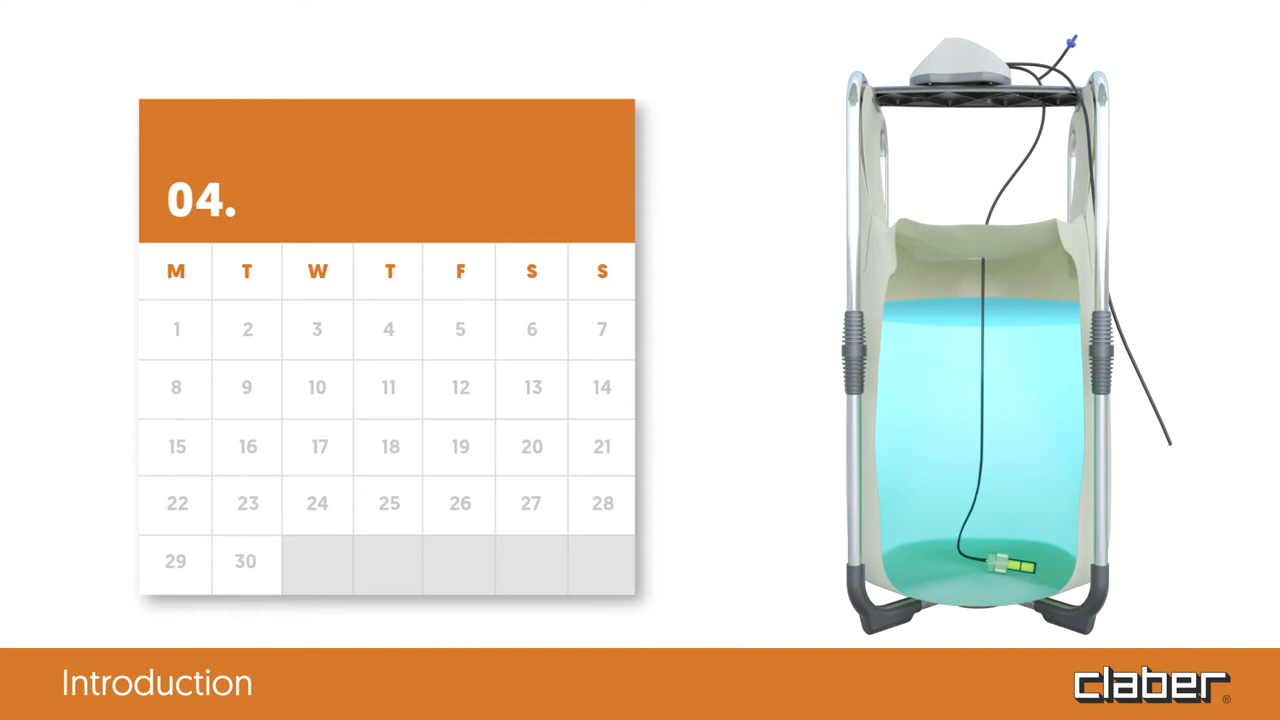 04.
M T W T F S S
1 2 3 4 5 6 7
8 9 10 11 12 13 14
15 16 17 18 19 20 21
22 23 24 25 26 27 28
29 30
Introduction
claber®